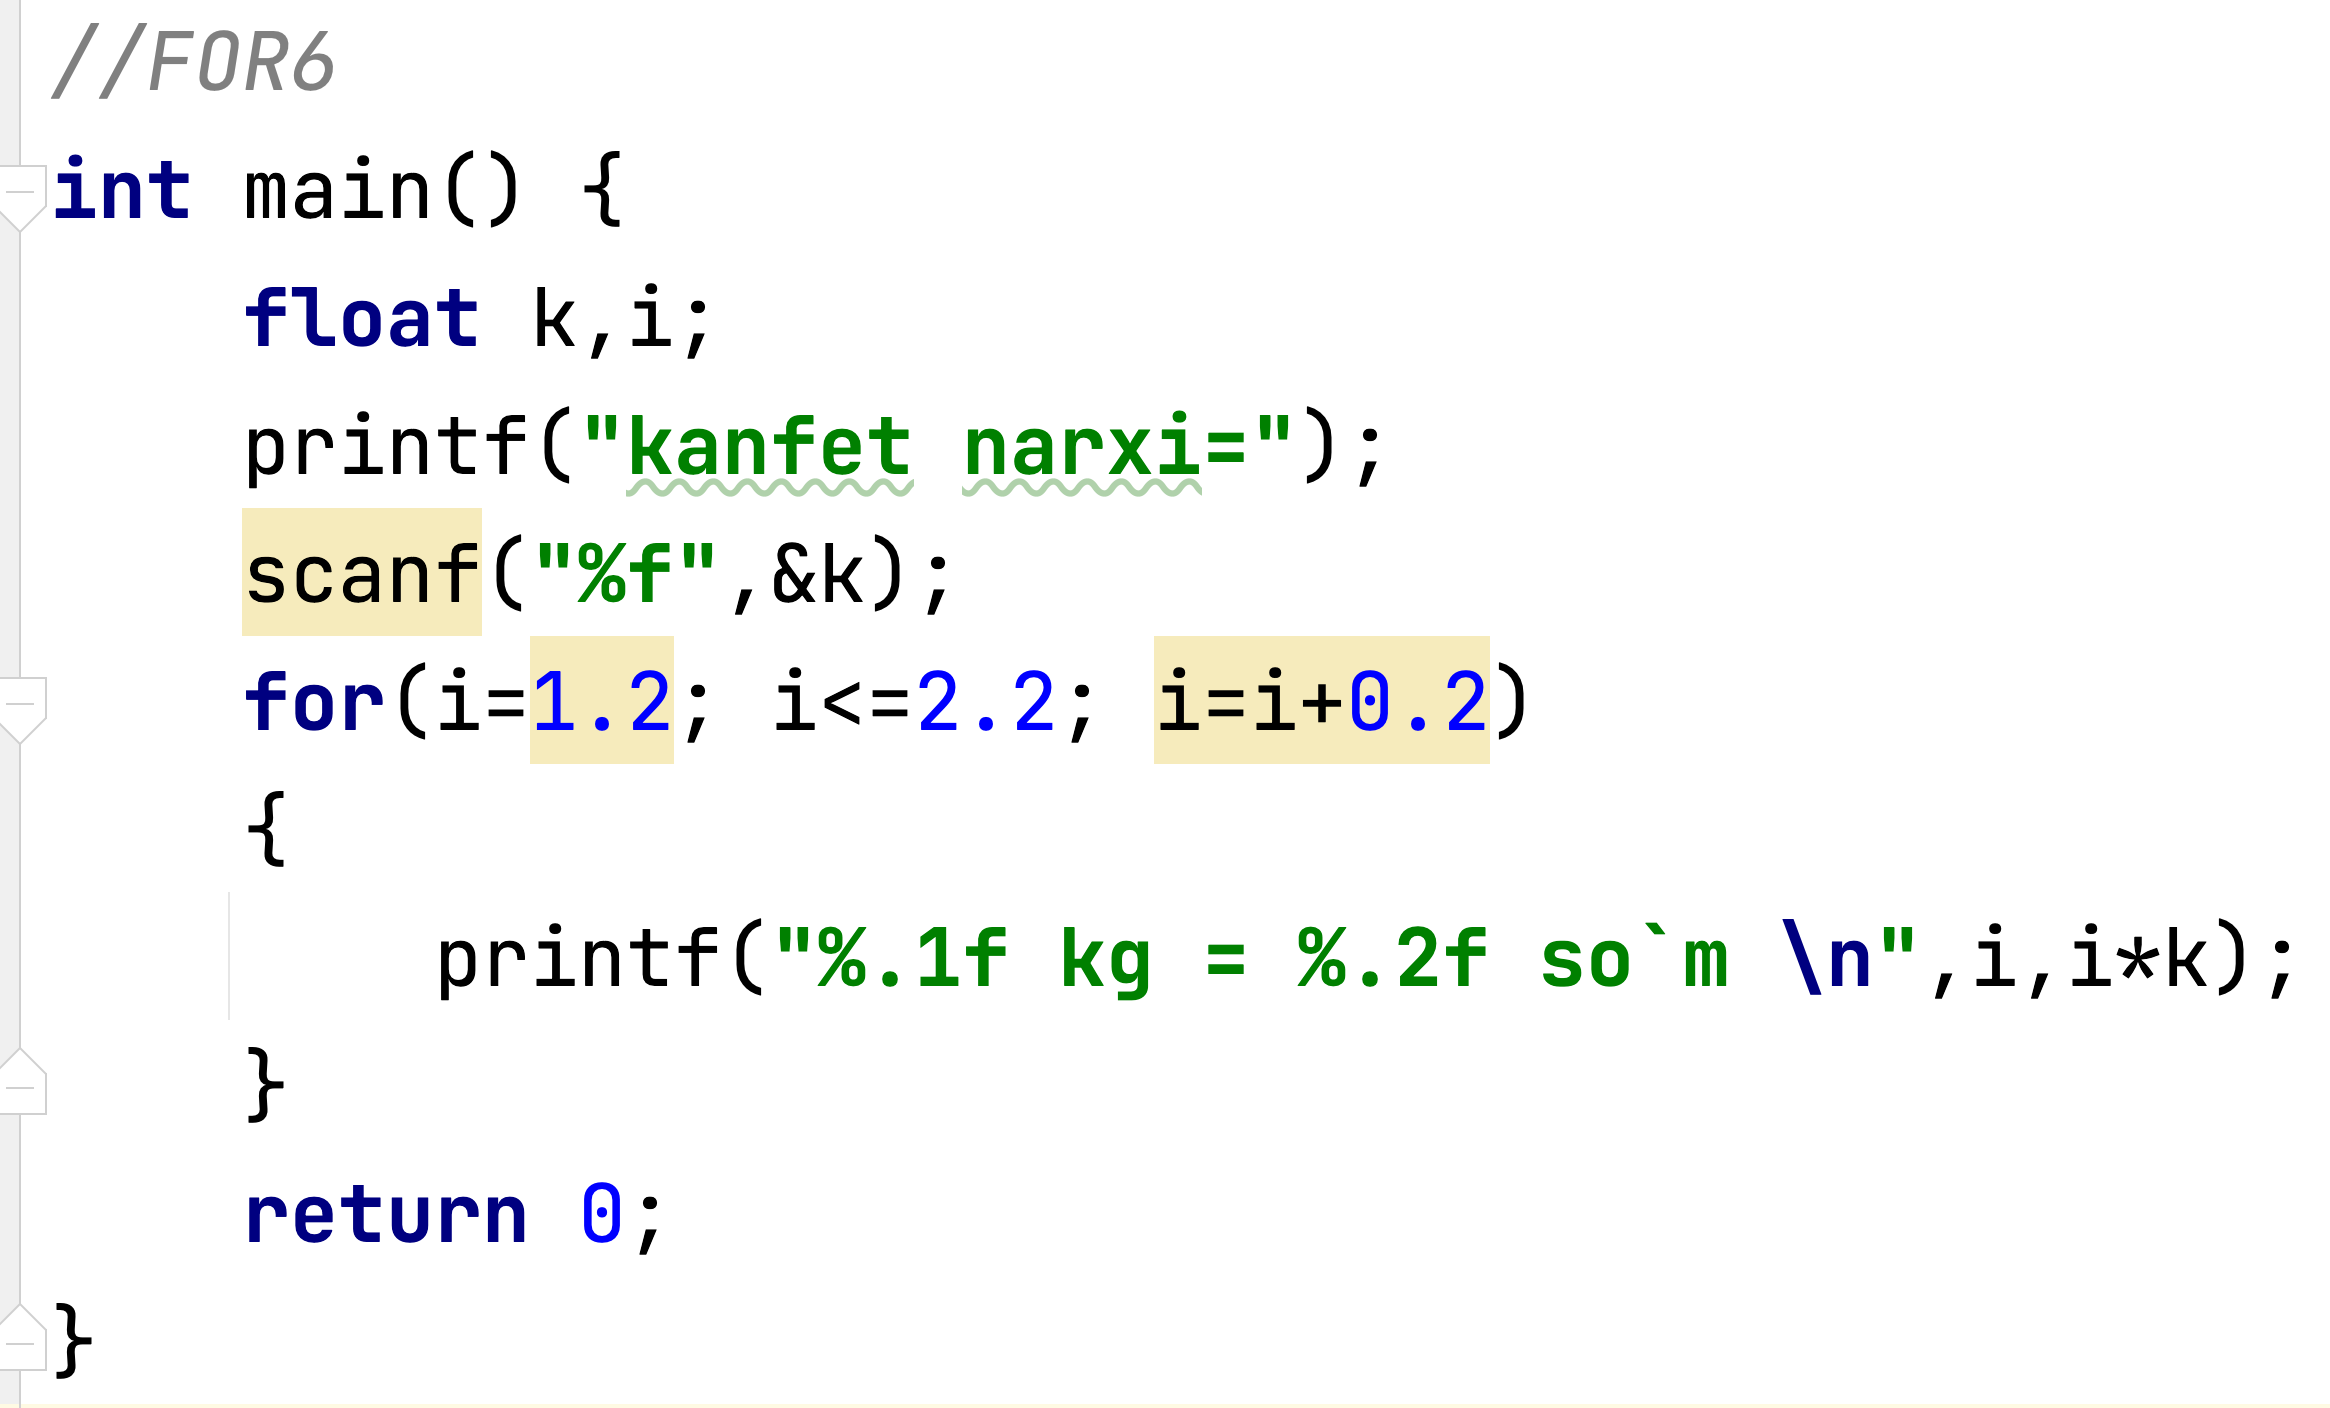 //FOR6
int main() {
    float k,i;
    printf("kanfet narxi=");
    scanf("%f",&k);
    for(i=1.2; i<=2.2; i=i+0.2)
    {
        printf("%.1f kg = %.2f so`m \n",i,i*k);
    }
    return 0;
}